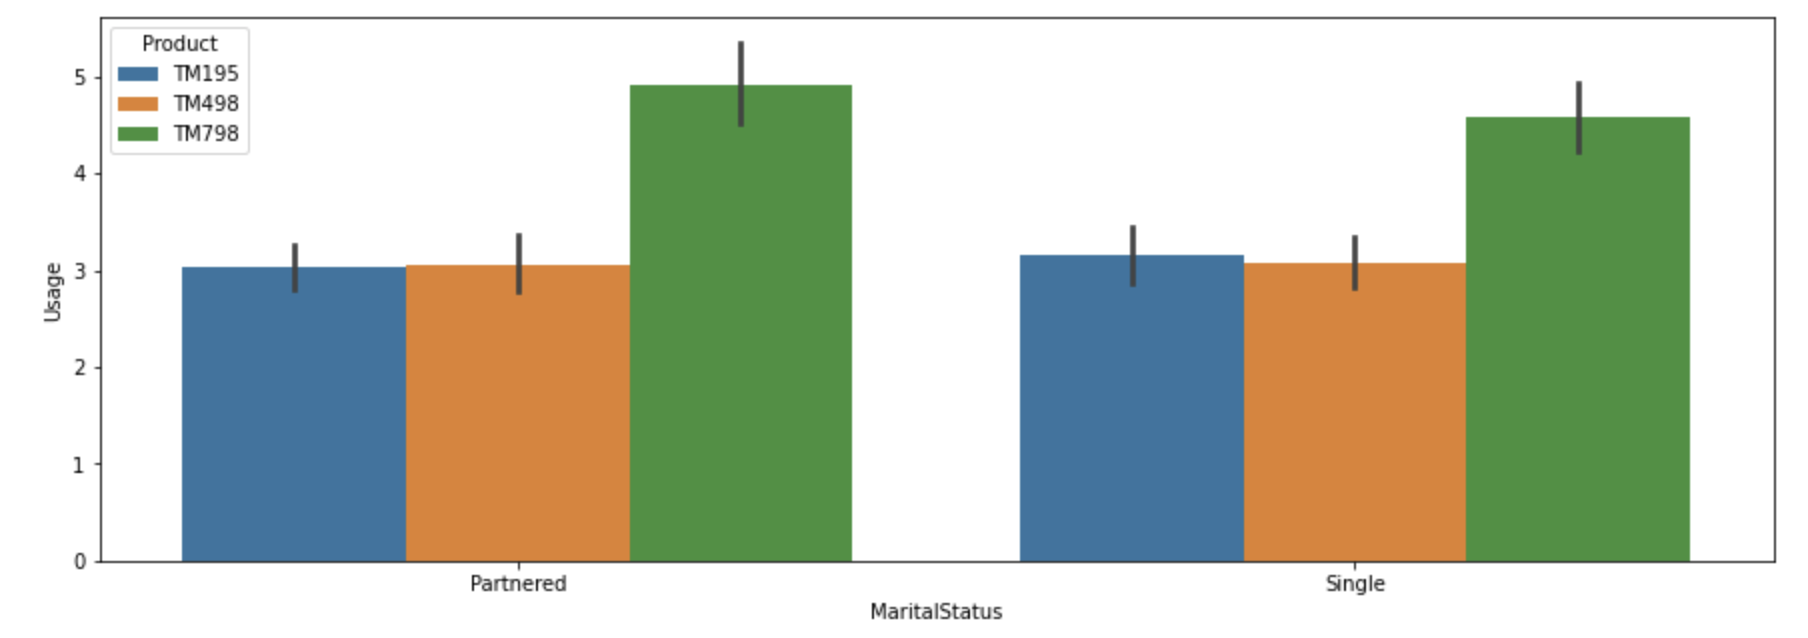 Product
TM195
TM498
TM798
5
4
3
2
1
0
Usage
Partnered
Single
MaritalStatus